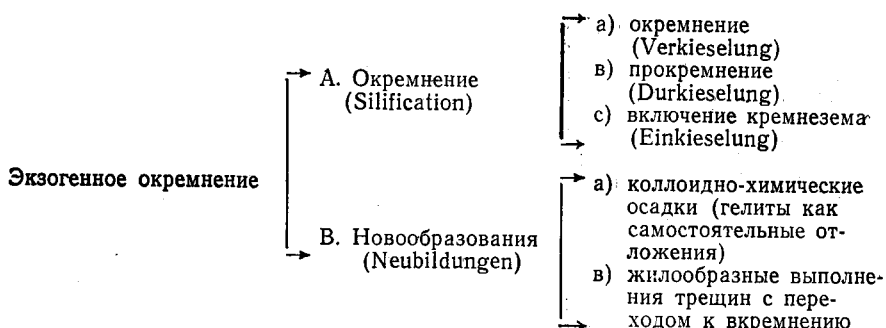 Экзогенное окремнение
А. Окремнение
(Silification)
а) окремнение
(Verkieselung)
в) прокремнение
(Durkieselung)
с) включение кремнезема
(Einkieselung)
В. Новообразования
(Neubildungen)
а) коллоидно-химические
осадки (гелиты как
самостоятельные от-
ложения)
в) жилообразные выполне-
ния трещин с пере-
ходом к вкремнению